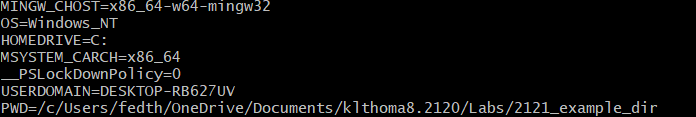 MINGW_CHOST=x86_64-w64-mingw32
OS=Windows_NT
HOMEDRIVE=C:
MSYSTEM_CARCH=x86_64
__PSLockDownPolicy=0
USERDOMAIN=DESKTOP-RB627UV
PWD=/c/Users/fedth/OneDrive/Documents/klthoma8.2120/Labs/2121_example_dir